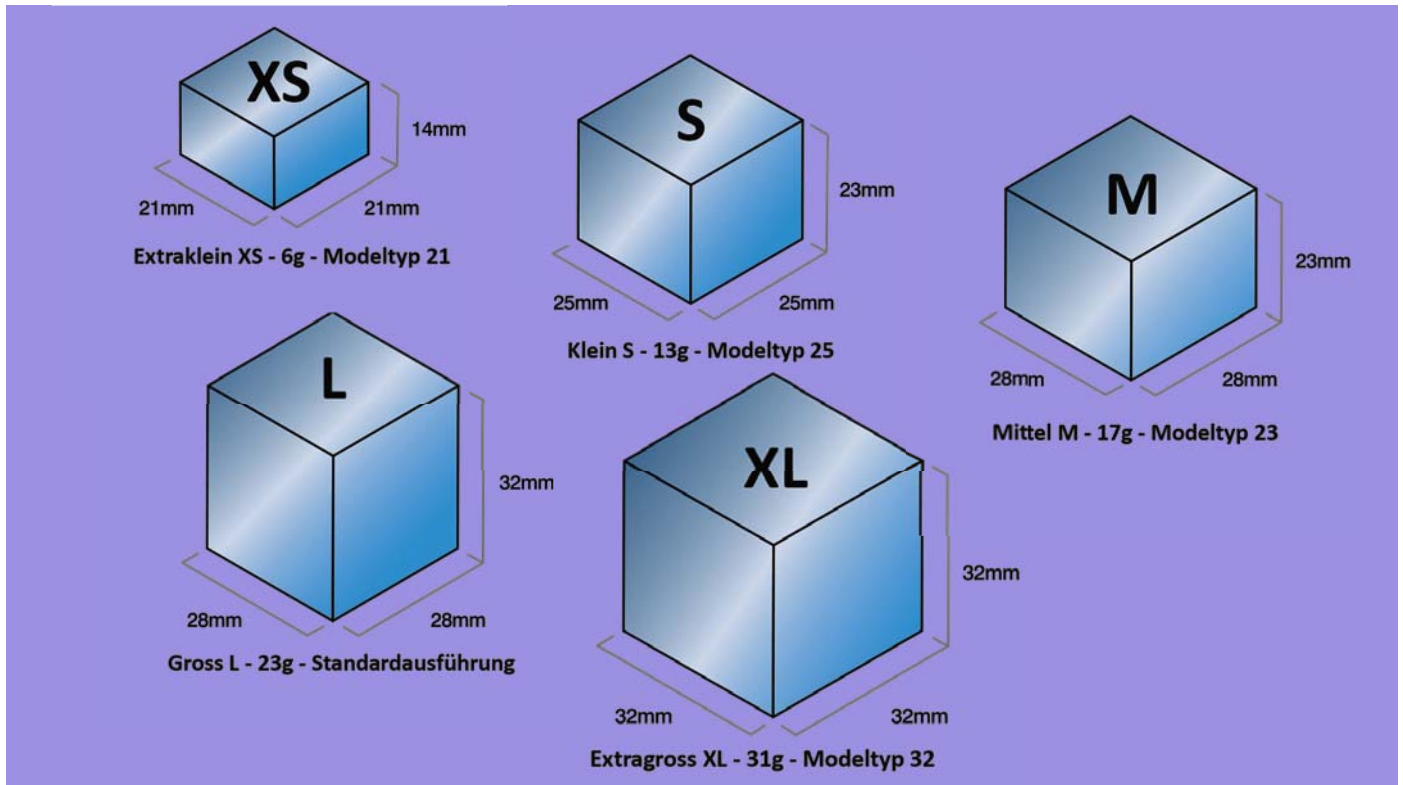 XS
14mm
21mm
21mm
Extraklein XS - 6g - Modeltyp 21
S
23mm
25mm
25mm
Klein S - 13g - Modeltyp 25
M
23mm
28mm
28mm
Mittel M - 17g - Modeltyp 23
L
32mm
28mm
28mm
Gross L - 23g - Standardausführung
XL
32mm
32mm
32mm
Extragross XL - 31g - Modeltyp 32